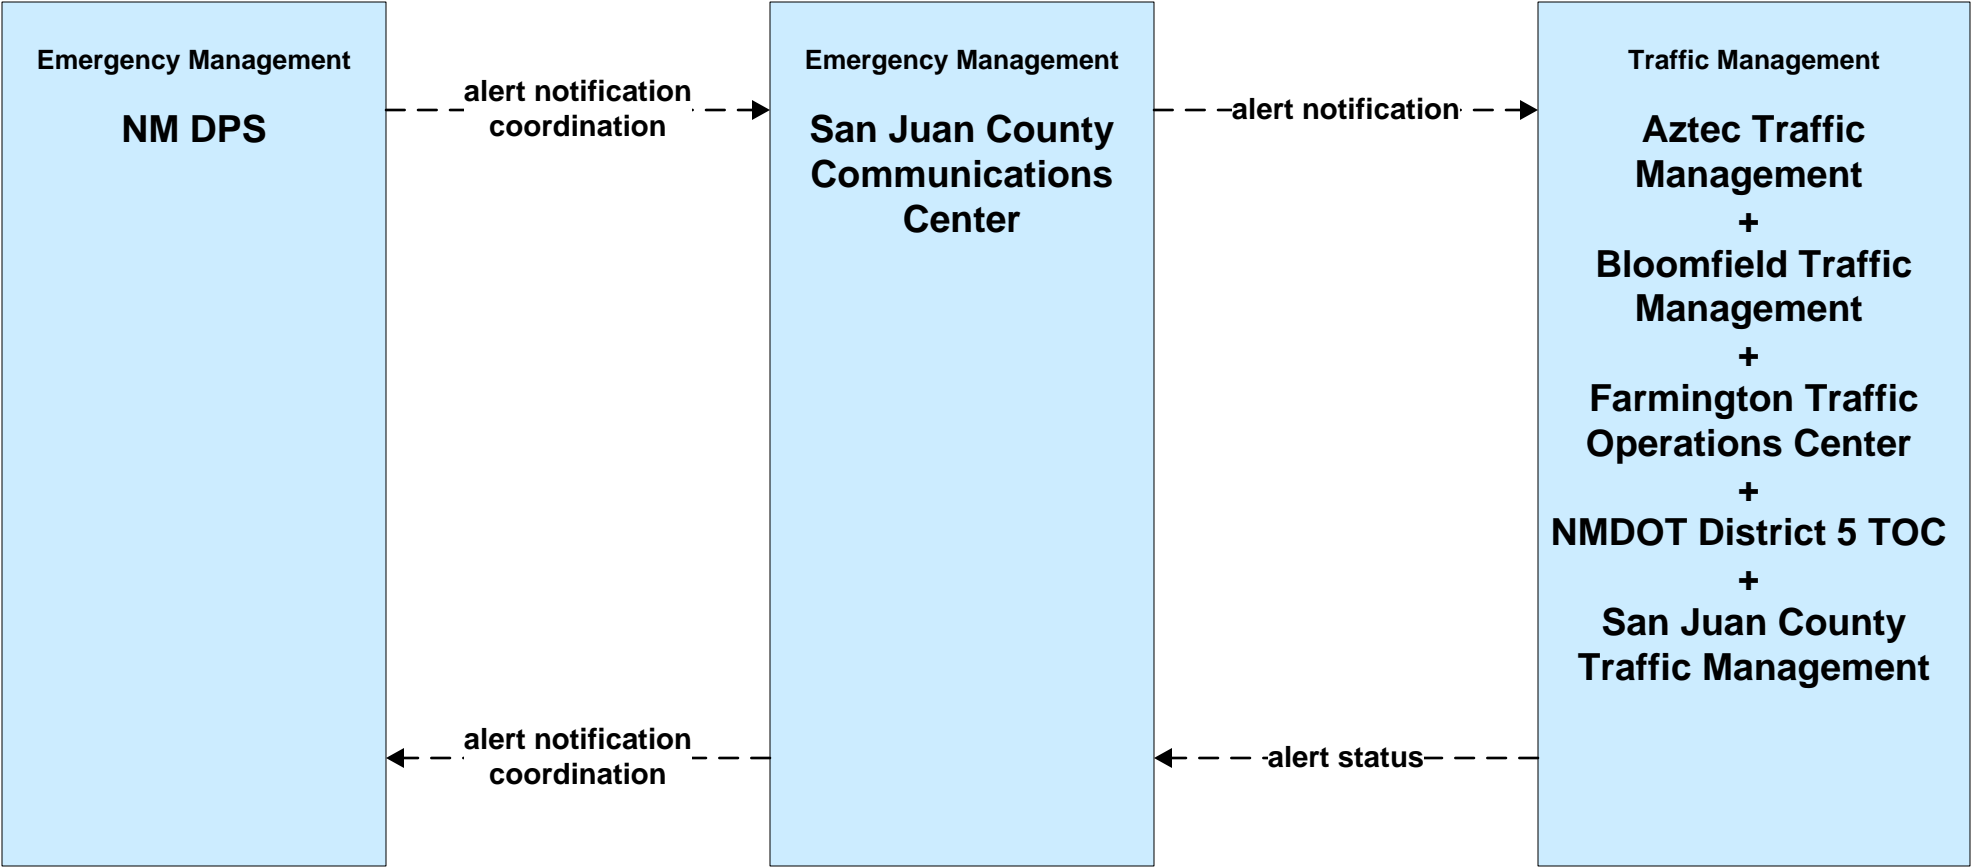 Emergency Management
NM DPS
alert notification
coordination
alert notification
coordination
Emergency Management
San Juan County
Communications
Center
alert notification
alert status
Traffic Management
Aztec Traffic
Management
+
Bloomfield Traffic
Management
+
Farmington Traffic
Operations Center
+
NMDOT District 5 TOC
+
San Juan County
Traffic Management